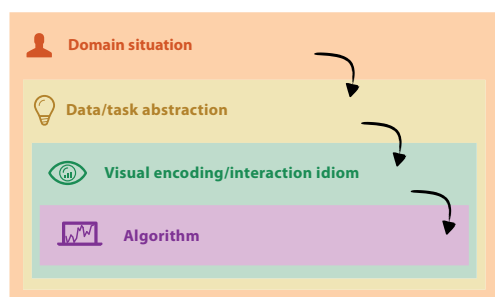 Domain situation
Data/task abstraction
Visual encoding/interaction idiom
Algorithm